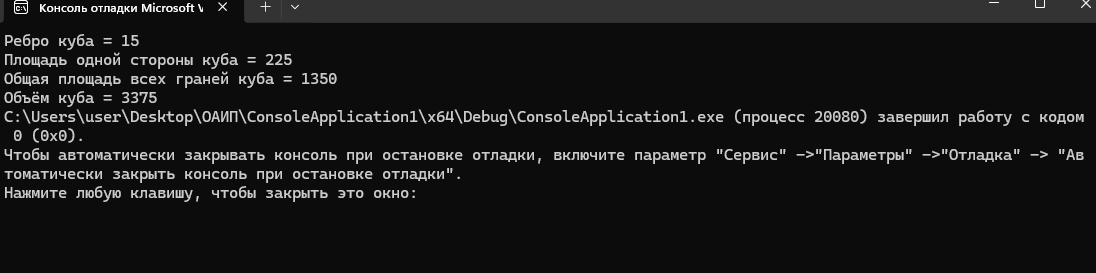 Консоль отладки Microsoft V
Ребро куба = 15
Площадь одной стороны куба = 225
Общая площадь всех граней куба = 1350
Объём куба = 3375
C:\Users\user\Desktop\ОАИП\ConsoleApplication1\x64\Debug\ConsoleApplication1.exe (процесс 20080) завершил работу с кодом
0 (0x0).
Чтобы автоматически закрывать консоль при остановке отладки, включите параметр "Сервис" ->"Параметры" ->"Отладка" -> "Ав
томатически закрыть консоль при остановке отладки".
Нажмите любую клавишу, чтобы закрыть это окно: